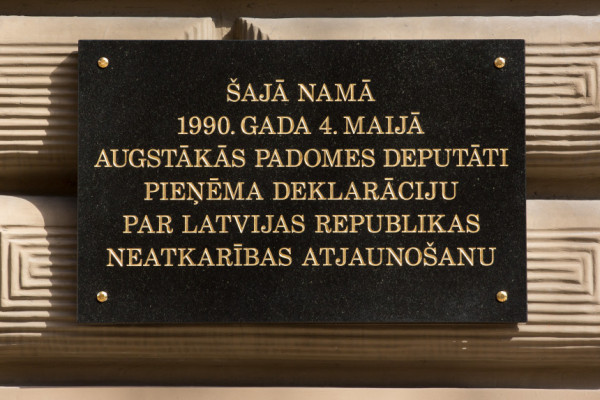 ŠAJĀ NAMĀ
1990. GADA 4. MAIJĀ
AUGSTĀKĀS PADOMES DEPUTĀTI
PIEŅĒMA DEKLARĀCIJU
PAR LATVIJAS REPUBLIKAS
NEATKARĪBAS ATJAUNOŠANU